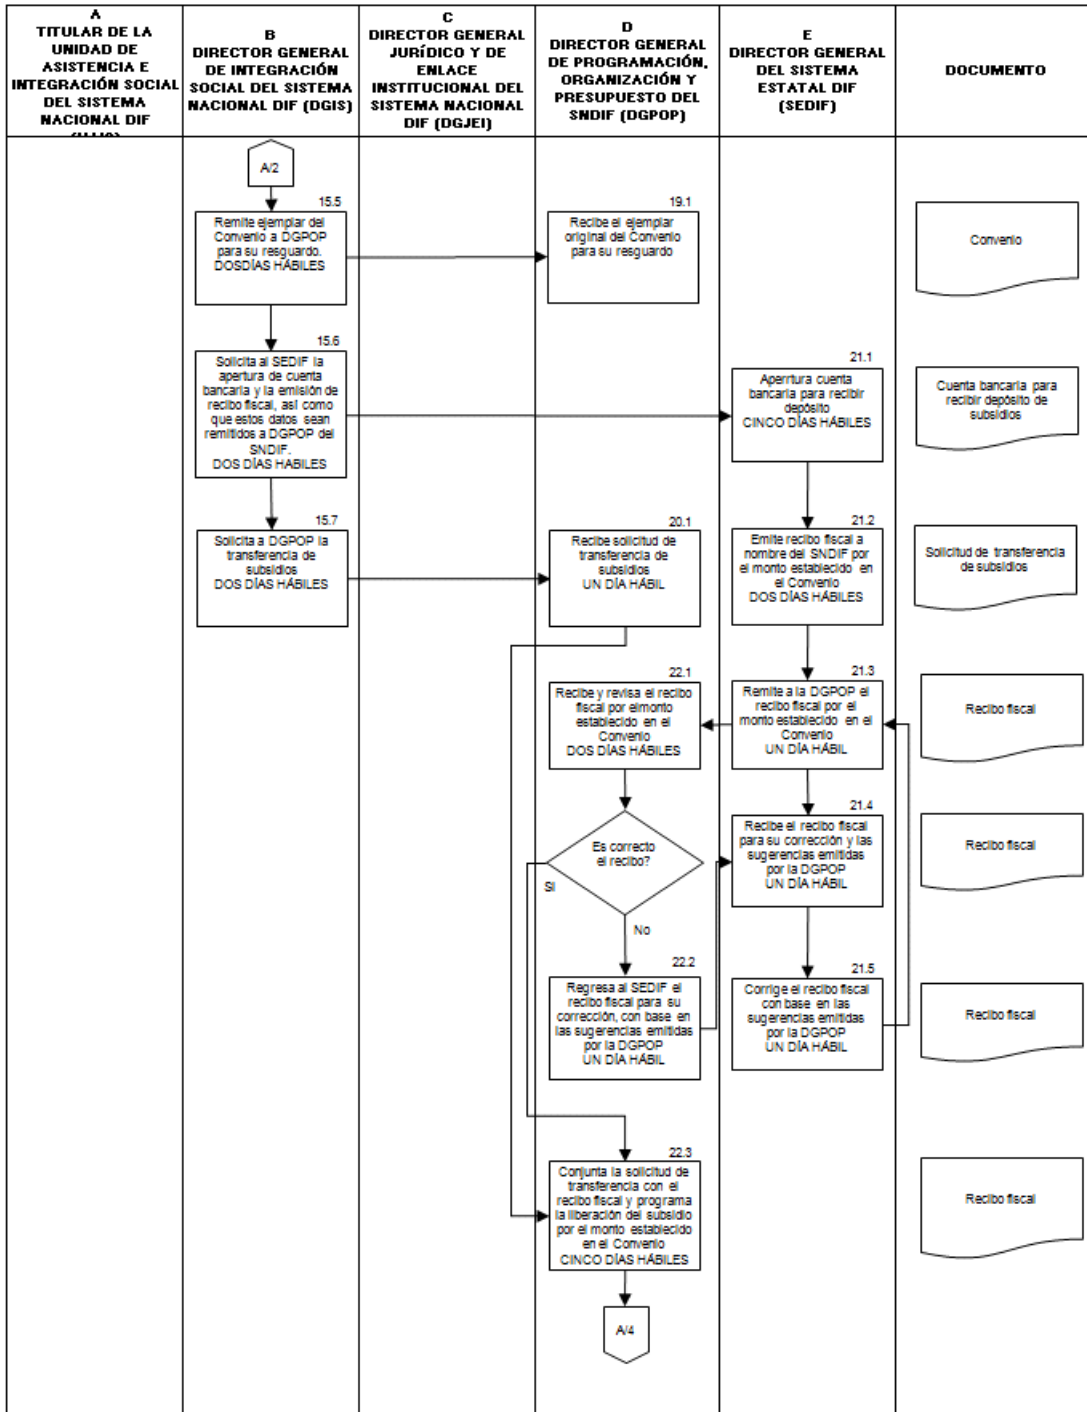 A
TITULAR DE LA
UNIDAD DE
ASISTENCIA E
INTEGRACIÓN SOCIAL
DEL SISTEMA
NACIONAL DIF
B
DIRECTOR GENERAL
DE INTEGRACIÓN
SOCIAL DEL SISTEMA
NACIONAL DIF (DGIS)
C
DIRECTOR GENERAL
JURÍDICO Y DE
ENLACE
INSTITUCIONAL DEL
SISTEMA NACIONAL
DIF (DGJEI)
D
DIRECTOR GENERAL
DE PROGRAMACIÓN,
ORGANIZACIÓN Y
PRESUPUESTO DEL
SNDIF (DGPOP)
E
DIRECTOR GENERAL
DEL SISTEMA
ESTATAL DIF
(SEDIF)
DOCUMENTO
A/2
15.5
Remite ejemplar del
Convenio a DGPOP
para su resguardo.
DOSDÍAS HÁBILES
19.1
Recibe el ejemplar
original del Convenio
para su resguardo
Convenio
15.6
Solicita al SEDIF la
apertura de cuenta
bancaria y la emisión de
recibo fiscal, así como
que estos datos sean
remitidos a DGPOP del
SNDIF.
DOS DÍAS HABILES
21.1
Aperrtura cuenta
bancaria para recibir
depósito
CINCO DÍAS HÁBILES
Cuenta bancaria para
recibir depósito de
subsidios
15.7
Solicita a DGPOP la
transferencia de
subsidios
DOS DÍAS HÁBILES
20.1
Recibe solicitud de
transferencia de
subsidios
UN DÍA HÁBIL
21.2
Emite recibo fiscal a
nombre del SNDIF por
el monto establecido en
el Convenio
DOS DÍAS HÁBILES
Solicitud de transferencia
de subsidios
22.1
Recibe y revisa el recibo
fiscal por elmonto
establecido en el
Convenio
DOS DÍAS HÁBILES
21.3
Remite a la DGPOP el
recibo fiscal por el
monto establecido en el
Convenio
UN DÍA HÁBIL
Recibo fiscal
Es correcto
el recibo?
SI
No
21.4
Recibe el recibo fiscal
para su corrección y las
sugerencias emitidas
por la DGPOP
UN DÍA HÁBIL
Recibo fiscal
22.2
Regresa al SEDIF el
recibo fiscal para su
corrección, con base en
las sugerencias emitidas
por la DGPOP
UN DÍA HÁBIL
21.5
Corrige el recibo fiscal
con base en las
sugerencias emitidas
por la DGPOP
UN DÍA HÁBIL
Recibo fiscal
22.3
Conjunta la solicitud de
transferencia con el
recibo fiscal y programa
la liberación del subsidio
por el monto establecido
en el Convenio
CINCO DÍAS HÁBILES
Recibo fiscal
A/4